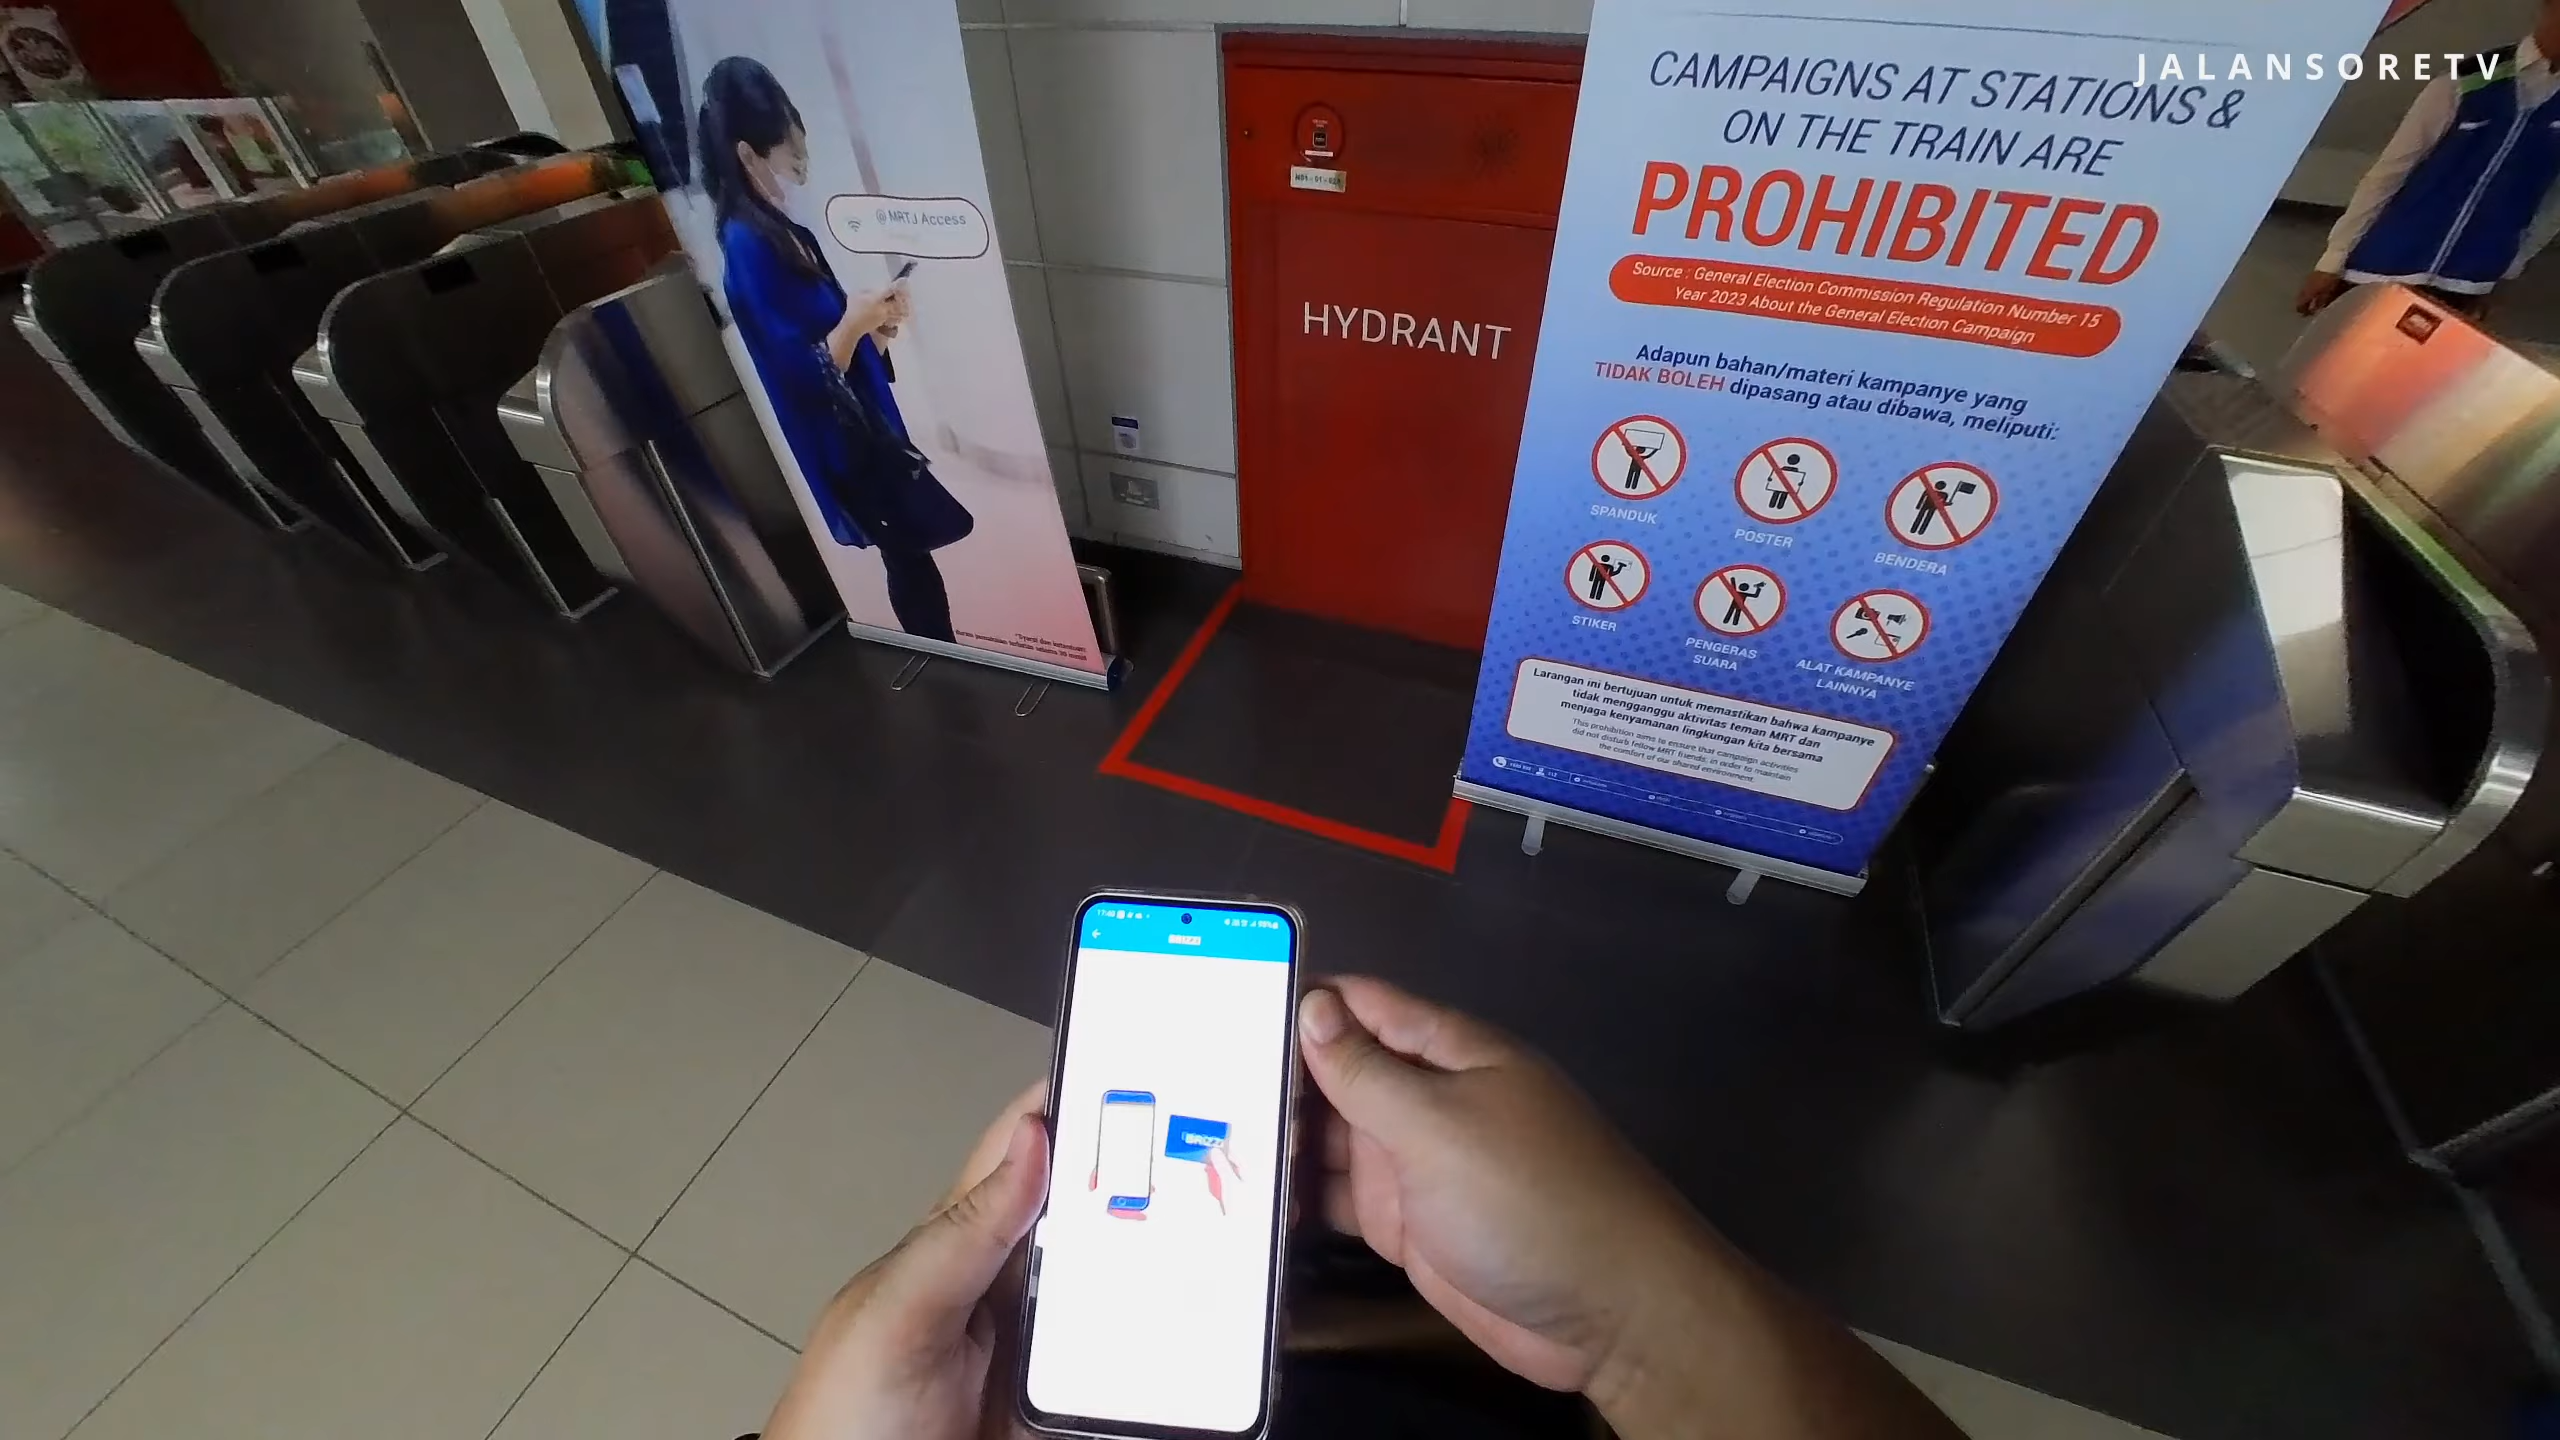 JALANSORETV
@MRTJ Access
*Syarat dan ketentuan:
HYDRANT
CAMPAIGNS AT STATIONS &
ON THE TRAIN ARE
PROHIBITED
Source : General Election Commission Regulation Number 15
Year 2023 About the General Election Campaign
Adapun bahan/materi kampanye yang
TIDAK BOLEH dipasang atau dibawa, meliputi:
SPANDUK
POSTER
BENDERA
STIKER
PENGERAS
SUARA
ALAT KAMPANYE
LAINNYA
Larangan ini bertujuan untuk memastikan bahwa kampanye
tidak mengganggu aktivitas teman MRT dan
menjaga kenyamanan lingkungan kita bersama
This prohibition aims to ensure that campaign activities
did not disturb fellow MRT friends, in order to maintain
the comfort of our shared environment.
BRIZZI